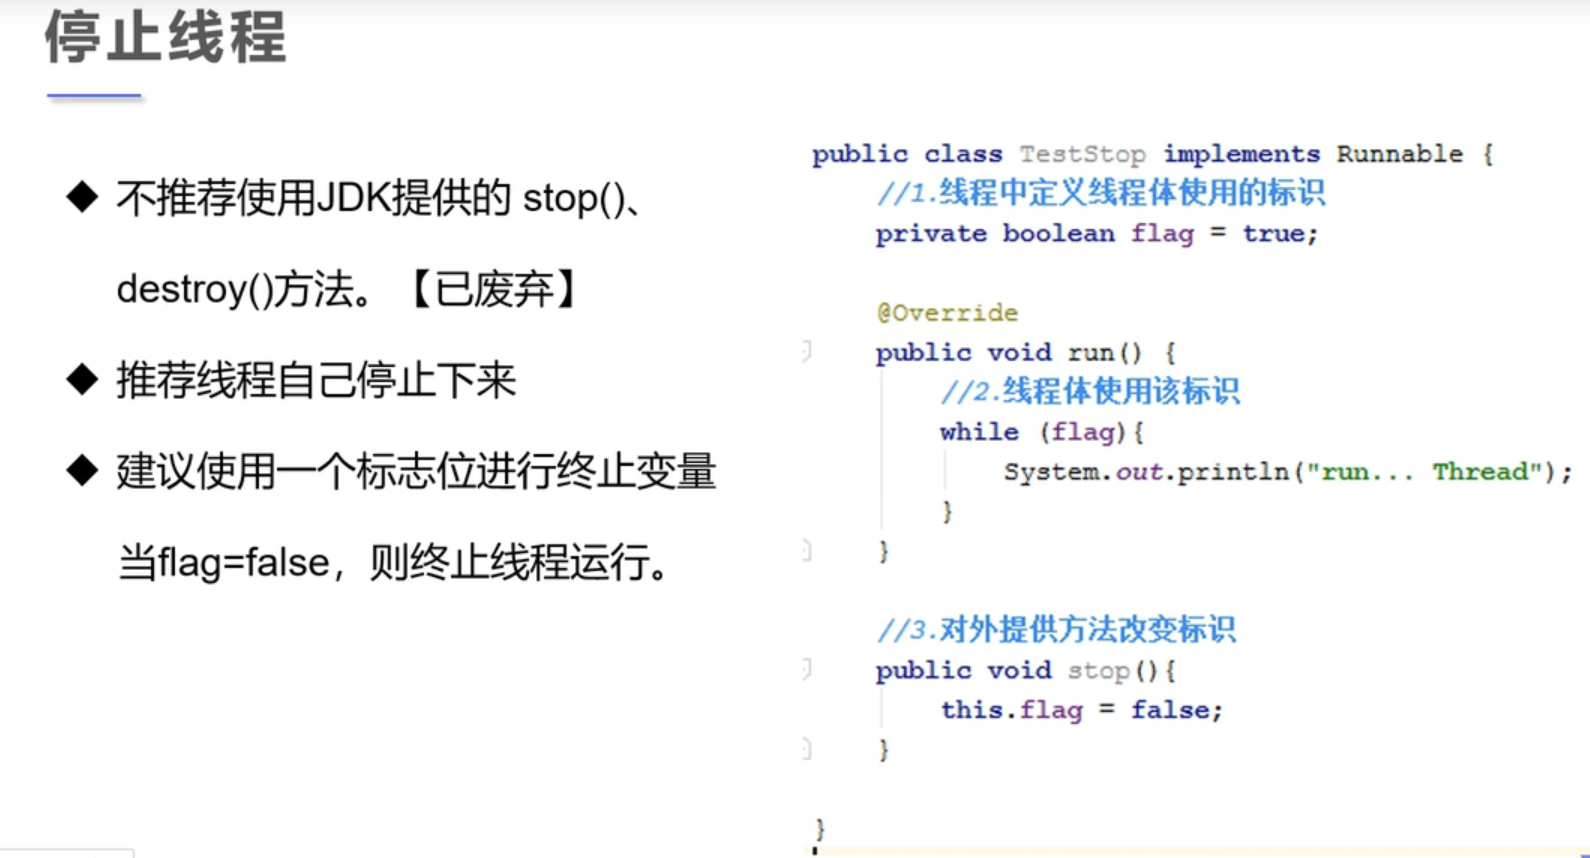 停止线程
◆ 不推荐使用JDK提供的 stop()、
destroy()方法。【已废弃】
◆ 推荐线程自己停止下来
◆ 建议使用一个标志位进行终止变量
当flag=false，则终止线程运行。
public class TestStop implements Runnable {
//1.线程中定义线程体使用的标识
private boolean flag = true;
@Override
public void run() {
//2.线程体使用该标识
while (flag){
System.out.println("run... Thread");
}
}
//3.对外提供方法改变标识
public void stop(){
this.flag = false;
}
}